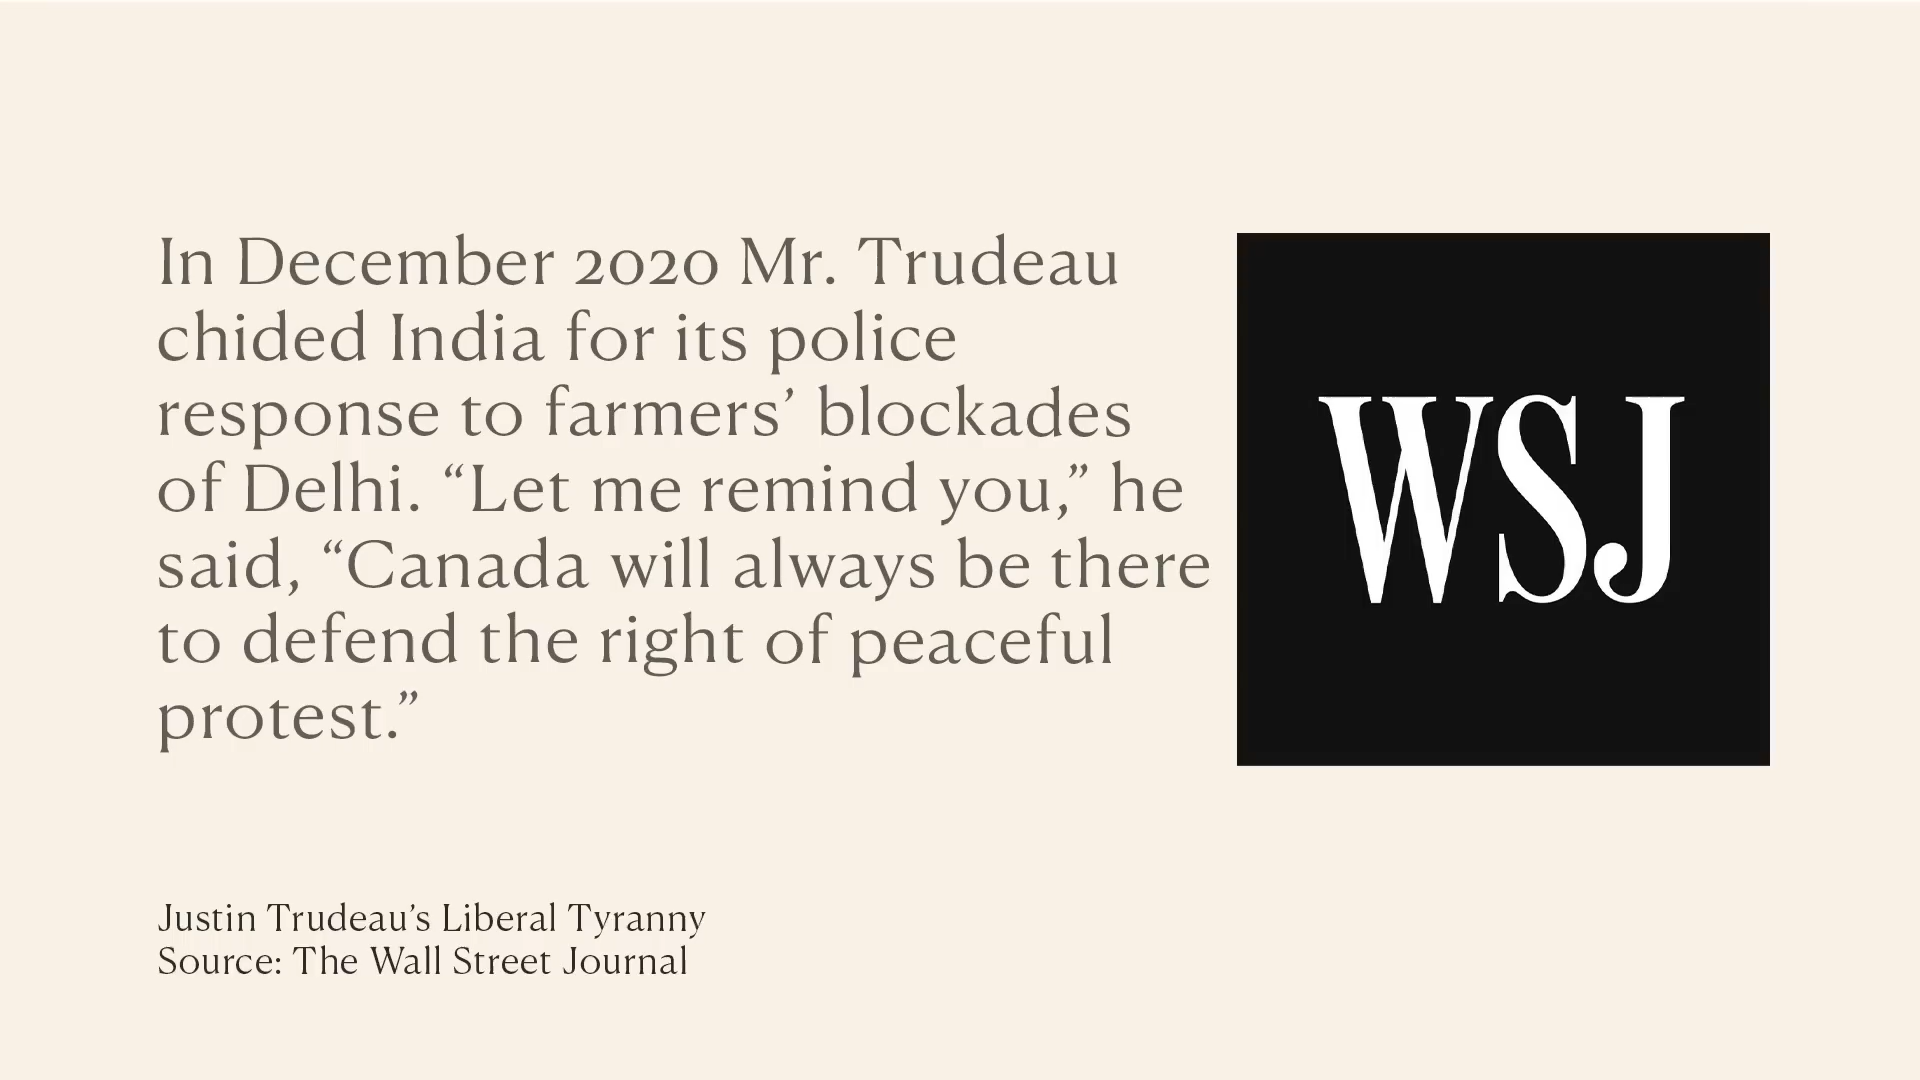 In December 2020 Mr. Trudeau
chided India for its police
response to farmers’ blockades
of Delhi. “Let me remind you,” he
said, “Canada will always be there
to defend the right of peaceful
protest.”
WSJ
Justin Trudeau’s Liberal Tyranny
Source: The Wall Street Journal